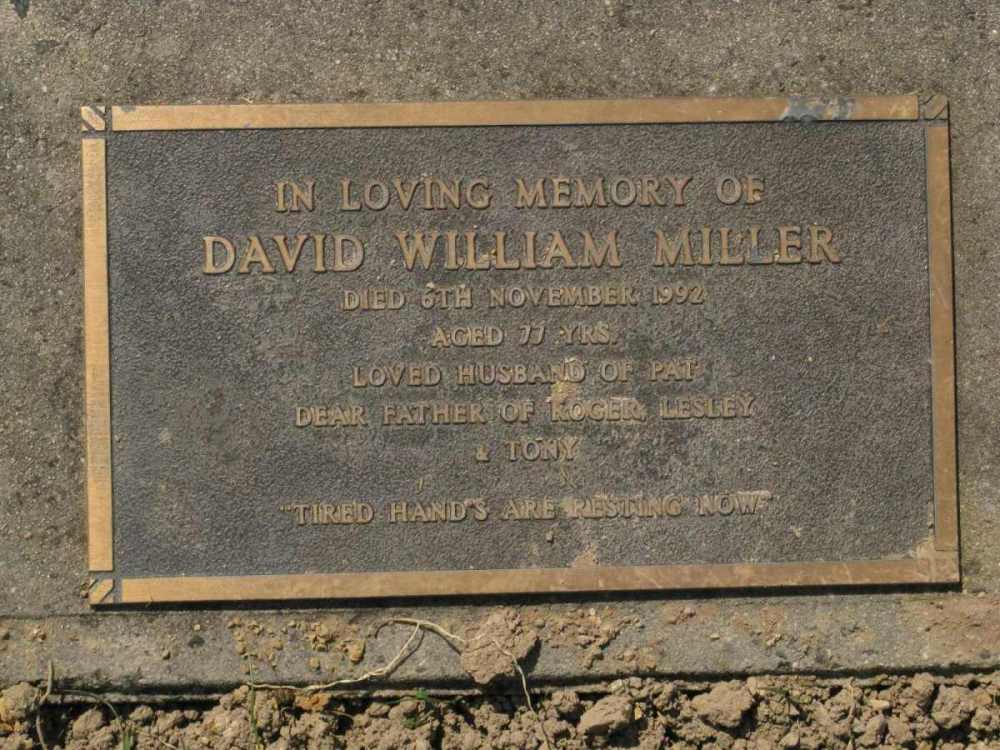 IN LOVING MEMORY OF
DAVID WILLIAM MILLER
DIED 6TH NOVEMBER 1992
AGED 77 YRS.
LOVED HUSBAND OF PAT
DEAR FATHER OF ROGER, LESLEY
& TONY
"TIRED HAND'S ARE RESTING NOW"